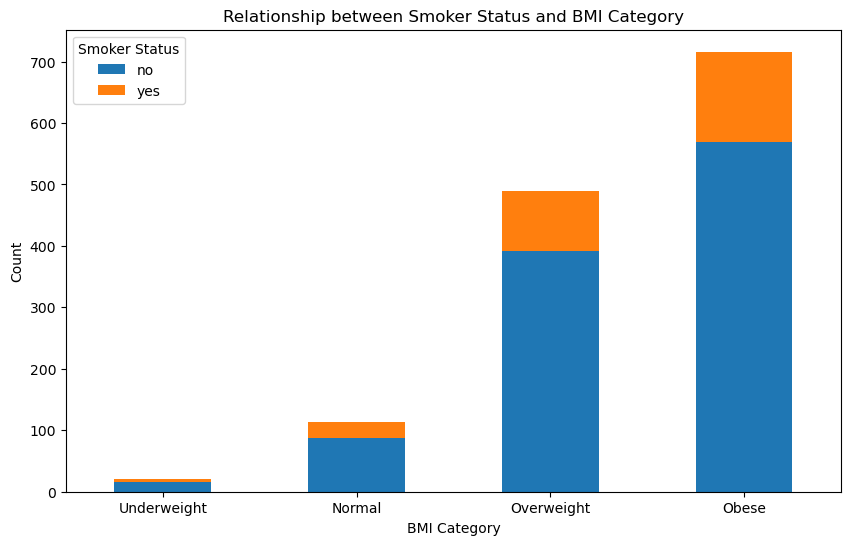 Relationship between Smoker Status and BMI Category
Smoker Status
no
yes
Count
700
600
500
400
300
200
100
0
Underweight Normal Overweight Obese
BMI Category